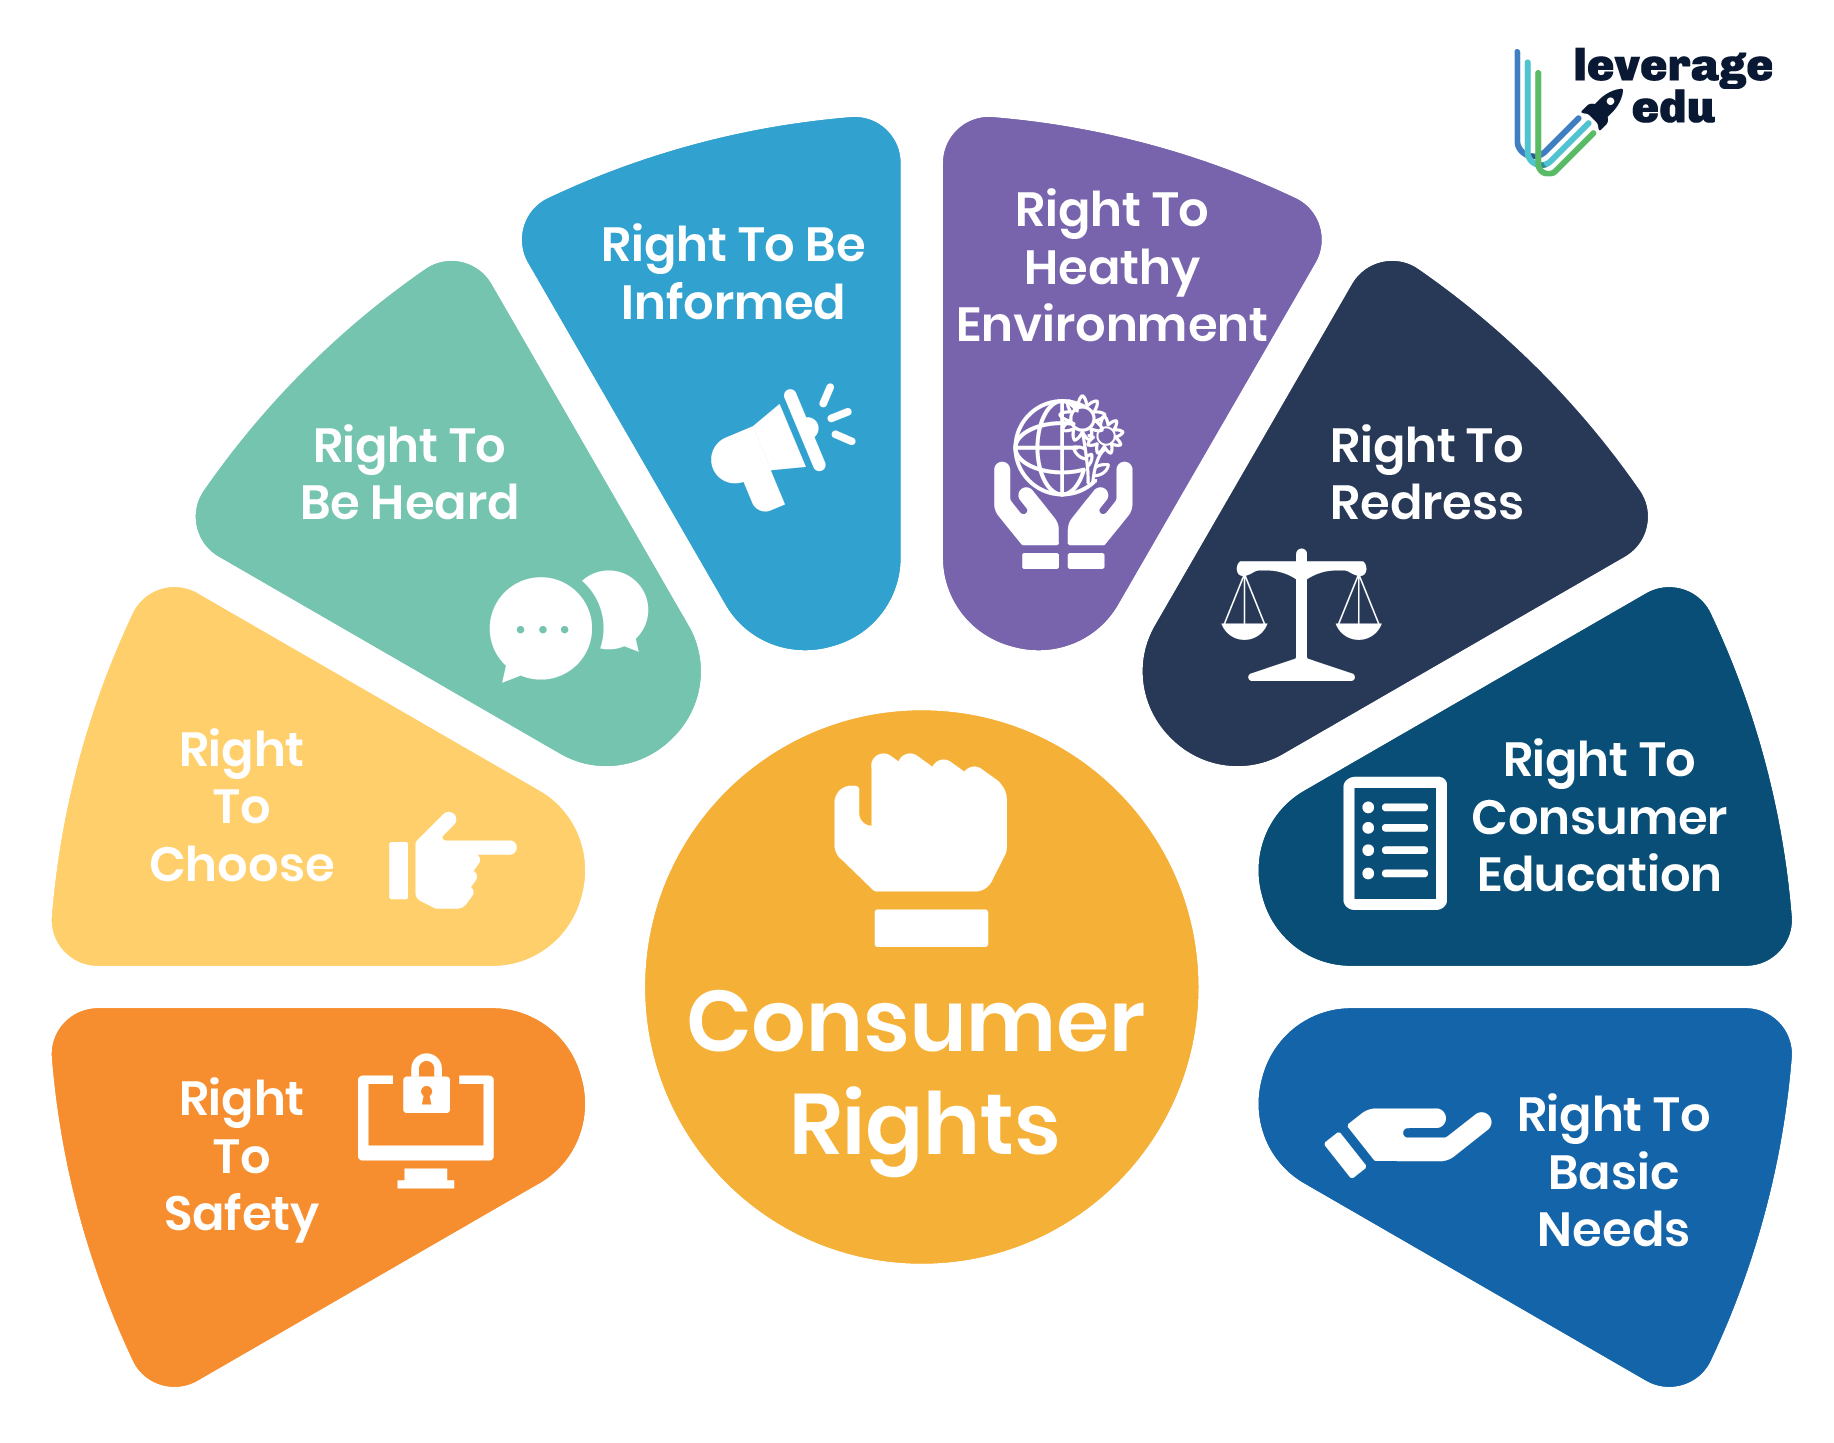 leverage
edu
Right To Be
Informed
Right To
Heathy
Environment
Right To
Be Heard
Right To
Redress
Right
To
Choose
Right To
Consumer
Education
Right
To
Safety
Consumer
Rights
Right To
Basic
Needs